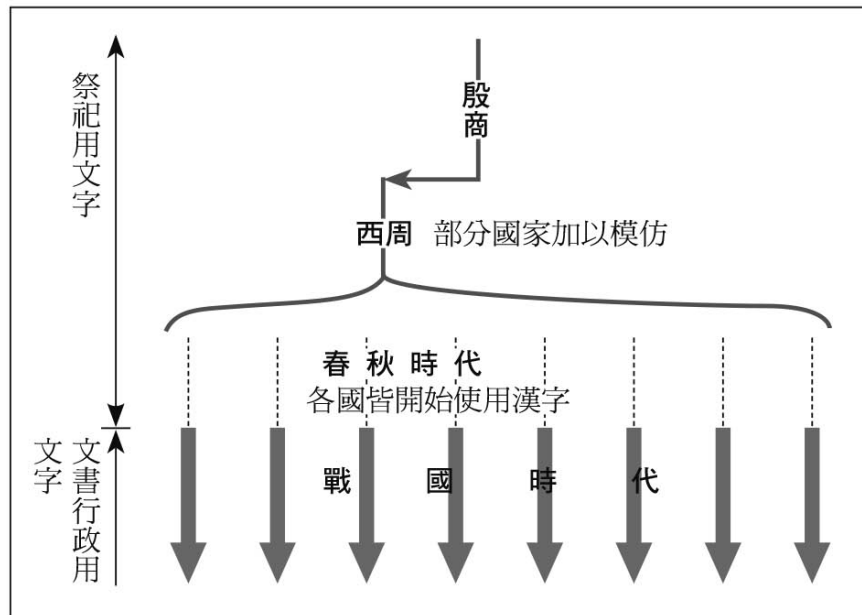 祭祀用文字
殷商
西周 部分國家加以模仿
春秋時代
各國皆開始使用漢字
文書行政用
文字
戰國時代